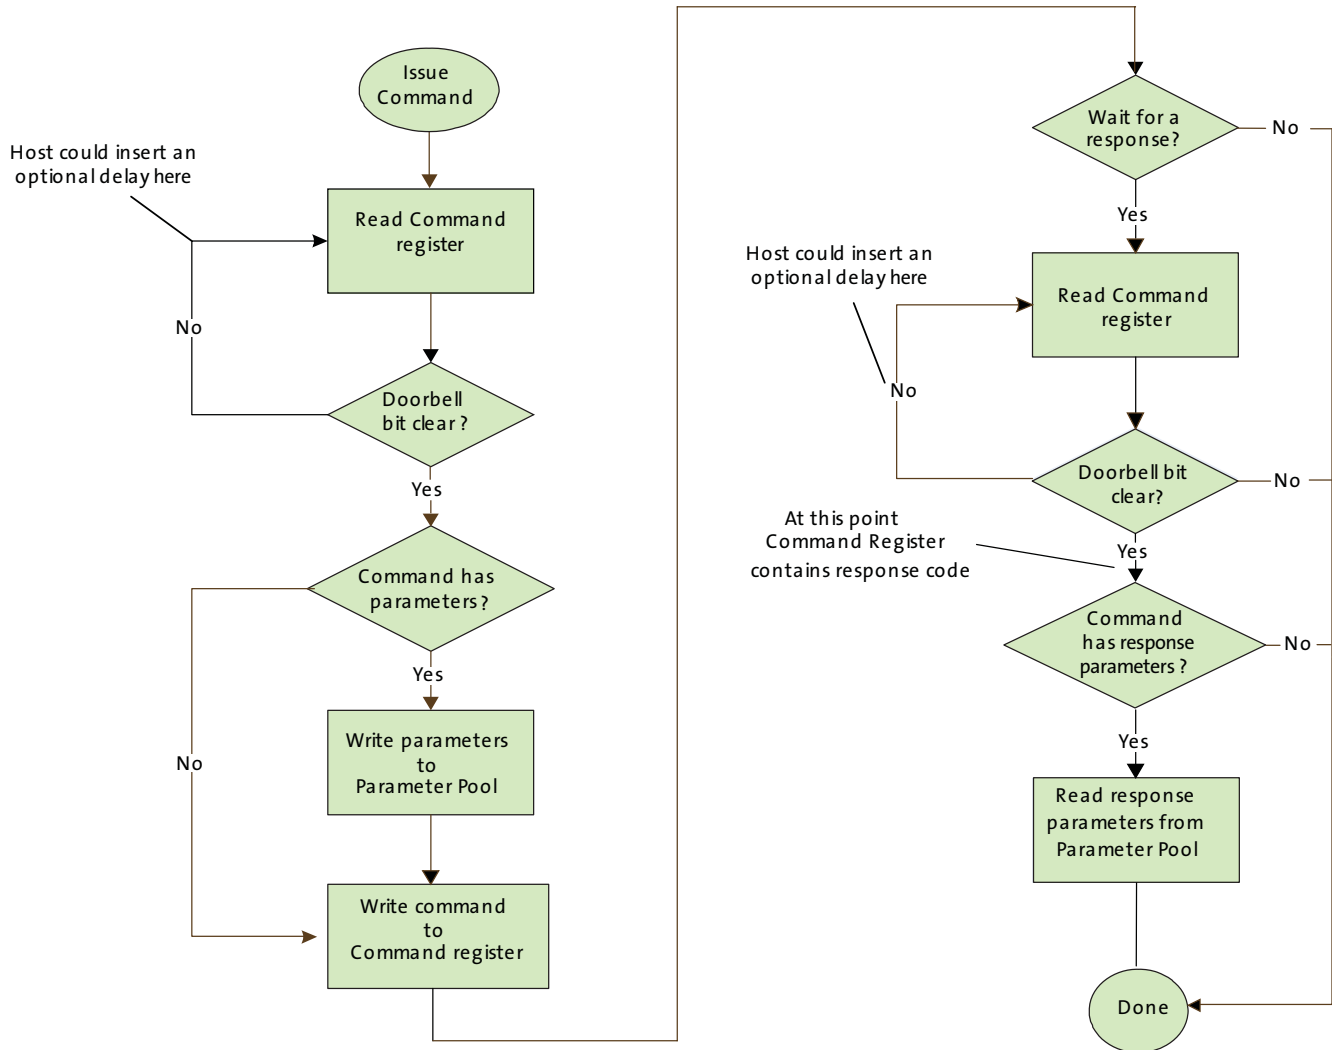 Issue
Command
Host could insert an
optional delay here
Read Command
register
No
Doorbell
bit clear ?
Yes
Command has
parameters?
Yes
Write parameters
to
Parameter Pool
No
Write command
to
Command register
Wait for a
response?
No
Yes
Host could insert an
optional delay here
Read Command
register
No
Doorbell bit
clear?
No
At this point
Command Register
contains response code
Yes
Command
has response
parameters ?
No
Yes
Read response
parameters from
Parameter Pool
Done